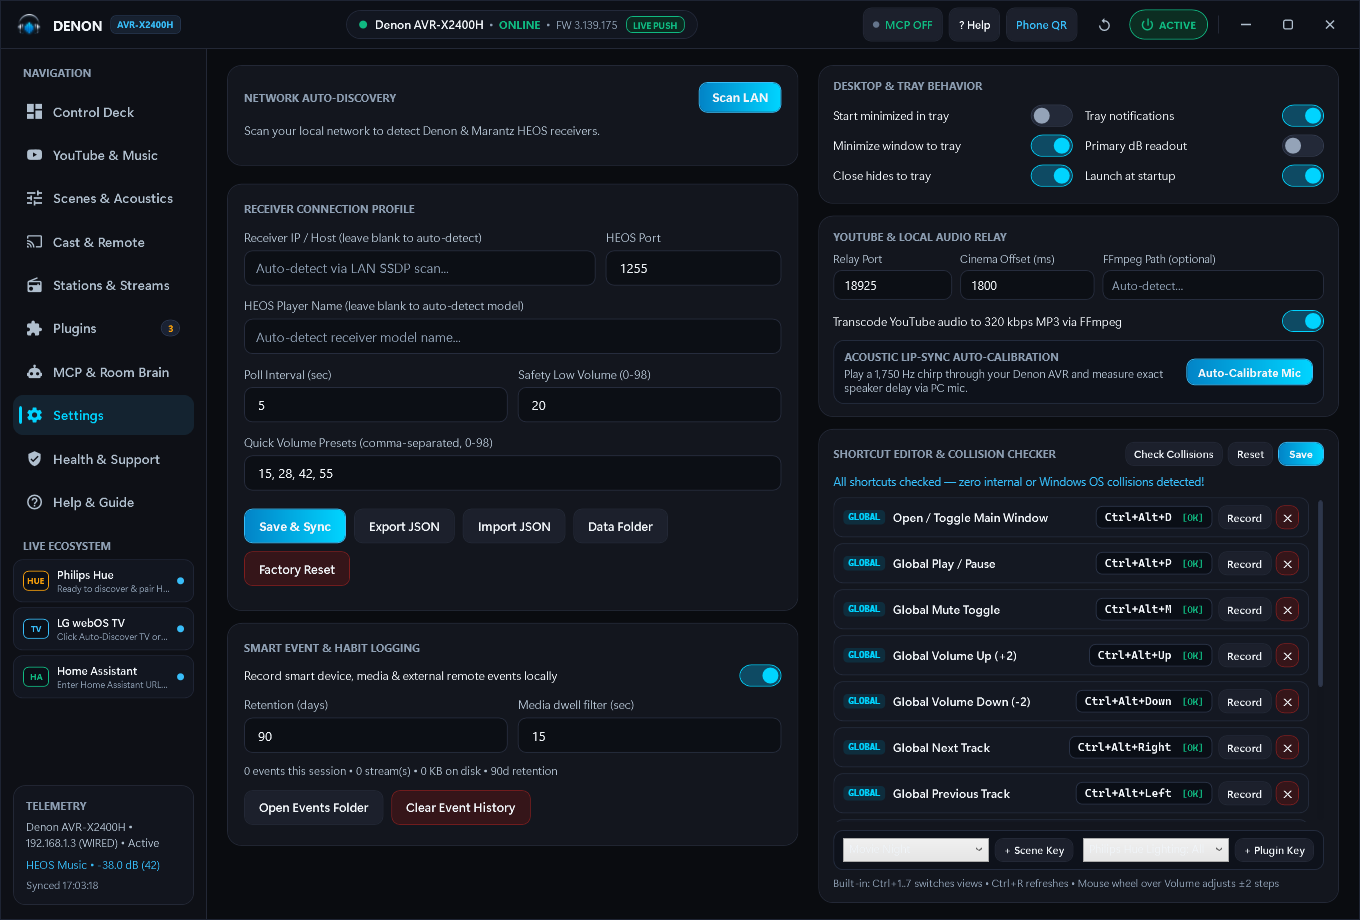 DENON
AVR-X2400H
Denon AVR-X2400H • ONLINE • FW 3.139.175 LIVE PUSH
MCP OFF
? Help
Phone QR
ACTIVE
NAVIGATION
Control Deck
YouTube & Music
Scenes & Acoustics
Cast & Remote
Stations & Streams
Plugins 3
MCP & Room Brain
Settings
Health & Support
Help & Guide
LIVE ECOSYSTEM
HUE
Philips Hue
Ready to discover & pair H...
TV
LG webOS TV
Click Auto-Discover TV or...
HA
Home Assistant
Enter Home Assistant URL...
TELEMETRY
Denon AVR-X2400H •
192.168.1.3 (WIRED) • Active
HEOS Music • -38.0 dB (42)
Synced 17:03:18
NETWORK AUTO-DISCOVERY
Scan LAN
Scan your local network to detect Denon & Marantz HEOS receivers.
RECEIVER CONNECTION PROFILE
Receiver IP / Host (leave blank to auto-detect)
HEOS Port
Auto-detect via LAN SSDP scan...
1255
HEOS Player Name (leave blank to auto-detect model)
Auto-detect receiver model name...
Poll Interval (sec)
Safety Low Volume (0-98)
5
20
Quick Volume Presets (comma-separated, 0-98)
15, 28, 42, 55
Save & Sync
Export JSON
Import JSON
Data Folder
Factory Reset
SMART EVENT & HABIT LOGGING
Record smart device, media & external remote events locally
Retention (days)
Media dwell filter (sec)
90
15
0 events this session • 0 stream(s) • 0 KB on disk • 90d retention
Open Events Folder
Clear Event History
DESKTOP & TRAY BEHAVIOR
Start minimized in tray
Tray notifications
Minimize window to tray
Primary dB readout
Close hides to tray
Launch at startup
YOUTUBE & LOCAL AUDIO RELAY
Relay Port
Cinema Offset (ms)
FFmpeg Path (optional)
18925
1800
Auto-detect...
Transcode YouTube audio to 320 kbps MP3 via FFmpeg
ACOUSTIC LIP-SYNC AUTO-CALIBRATION
Play a 1,750 Hz chirp through your Denon AVR and measure exact
speaker delay via PC mic.
Auto-Calibrate Mic
SHORTCUT EDITOR & COLLISION CHECKER
Check Collisions
Reset
Save
All shortcuts checked — zero internal or Windows OS collisions detected!
GLOBAL Open / Toggle Main Window Ctrl+Alt+D [OK] Record
GLOBAL Global Play / Pause Ctrl+Alt+P [OK] Record
GLOBAL Global Mute Toggle Ctrl+Alt+M [OK] Record
GLOBAL Global Volume Up (+2) Ctrl+Alt+Up [OK] Record
GLOBAL Global Volume Down (-2) Ctrl+Alt+Down [OK] Record
GLOBAL Global Next Track Ctrl+Alt+Right [OK] Record
GLOBAL Global Previous Track Ctrl+Alt+Left [OK] Record
+ Scene Key
+ Plugin Key
Built-in: Ctrl+1..7 switches views • Ctrl+R refreshes • Mouse wheel over Volume adjusts ±2 steps